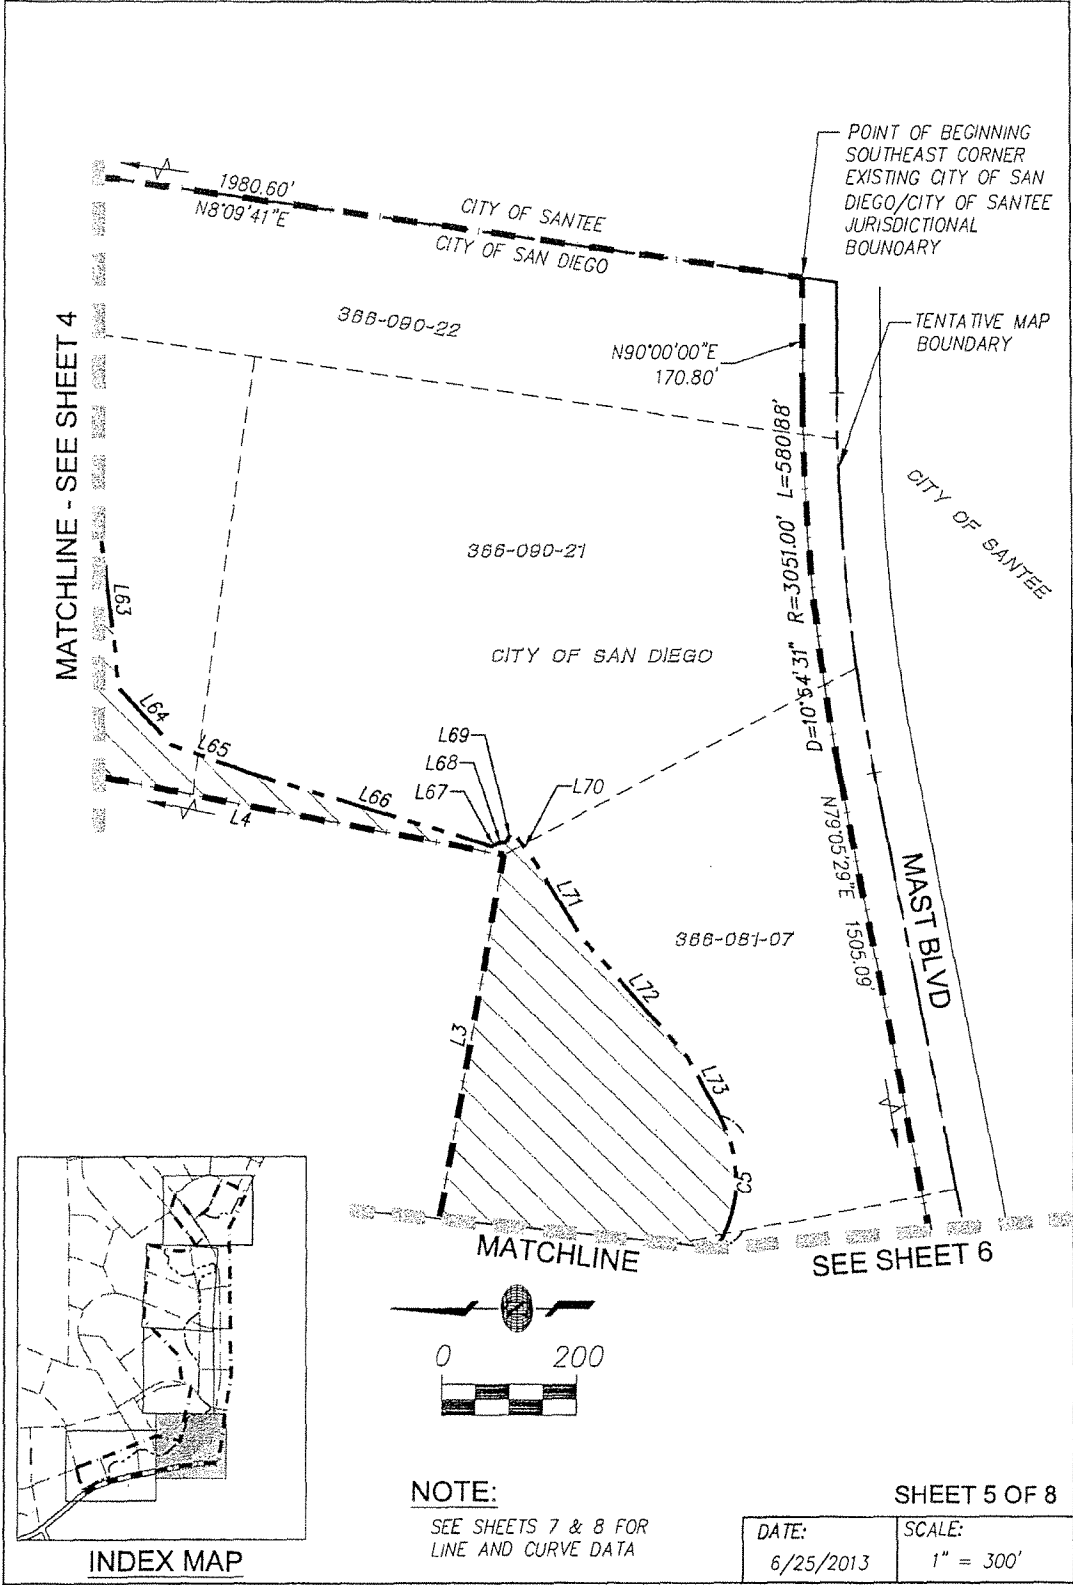 POINT OF BEGINNING
SOUTHEAST CORNER
EXISTING CITY OF SAN
DIEGO/CITY OF SANTEE
JURISDICTIONAL
BOUNDARY
1980.60'
N8°09'41"E
CITY OF SANTEE
CITY OF SAN DIEGO
366-090-22
TENTATIVE MAP
BOUNDARY
N90°00'00"E
170.80'
MATCHLINE - SEE SHEET 4
D=10°54'31" R=3051.00' L=580.88'
CITY OF SANTEE
366-090-21
CITY OF SAN DIEGO
L63
L64
L65
L66
L4
L69
L68
L67
L70
L71
L72
L73
L3
C5
366-081-07
N79°05'29"E 1505.09'
MAST BLVD
MATCHLINE
SEE SHEET 6
0 200
INDEX MAP
NOTE:
SEE SHEETS 7 & 8 FOR
LINE AND CURVE DATA
SHEET 5 OF 8
DATE:
6/25/2013
SCALE:
1" = 300'